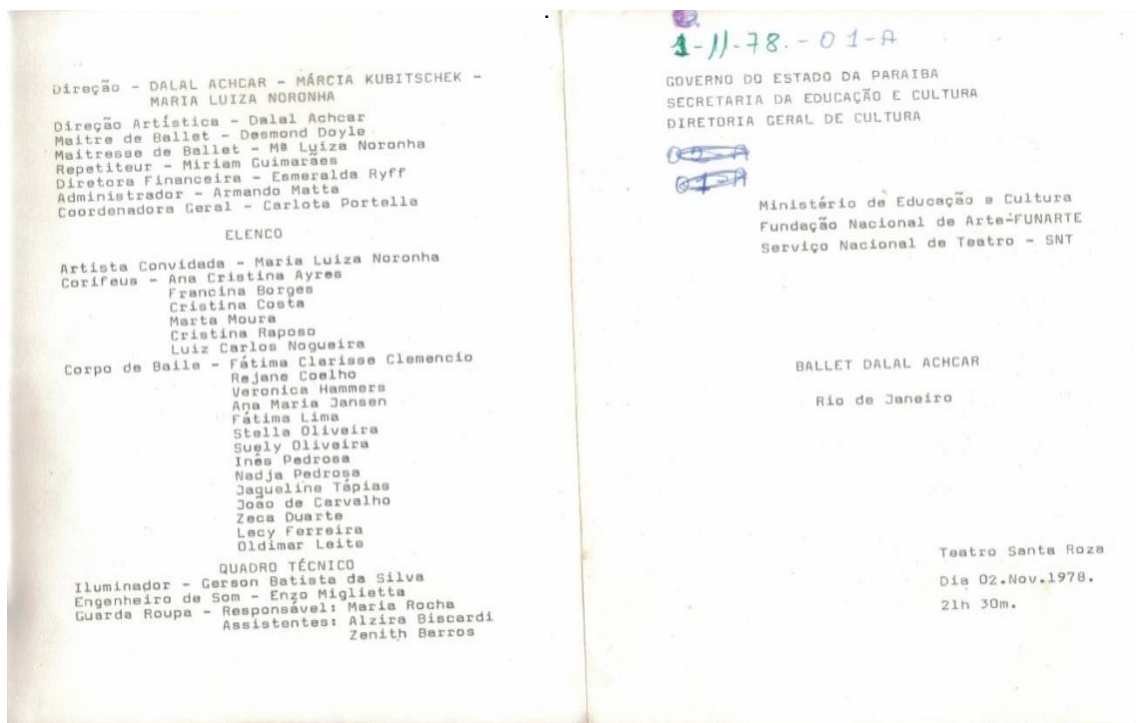 Direção - DALAL ACHCAR - MÁRCIA KUBITSCHEK -
MARIA LUIZA NORONHA
Direção Artística - Dalal Achcar
Maitre de Ballet - Desmond Doyle
Maitresse de Ballet - Mª Luiza Noronha
Repetiteur - Miriam Guimarães
Diretora Financeira - Esmeralda Ryff
Administrador - Armando Matta
Coordenadora Geral - Carlota Portella
ELENCO
Artista Convidada - Maria Luiza Noronha
Corifeus - Ana Cristina Ayres
Francina Borges
Cristina Costa
Marta Moura
Cristina Raposo
Luiz Carlos Nogueira
Corpo de Baile - Fátima Clarisse Clemencio
Rejane Coelho
Veronica Hammers
Ana Maria Jansen
Fátima Lima
Stella Oliveira
Suely Oliveira
Inês Pedrosa
Nadja Pedrosa
Jaqueline Tápias
João de Carvalho
Zeca Duarte
Lecy Ferreira
Oldimar Leite
QUADRO TÉCNICO
Iluminador - Gerson Batista da Silva
Engenheiro de Som - Enzo Miglietta
Guarda Roupa - Responsável: Maria Rocha
Assistentes: Alzira Biscardi
Zenith Barros
1-11-78.-01-A
GOVERNO DO ESTADO DA PARAIBA
SECRETARIA DA EDUCAÇÃO E CULTURA
DIRETORIA GERAL DE CULTURA
01-A
Ministério de Educação e Cultura
Fundação Nacional de Arte-FUNARTE
Serviço Nacional de Teatro - SNT
BALLET DALAL ACHCAR
Rio de Janeiro
Teatro Santa Roza
Dia 02.Nov.1978.
21h 30m.